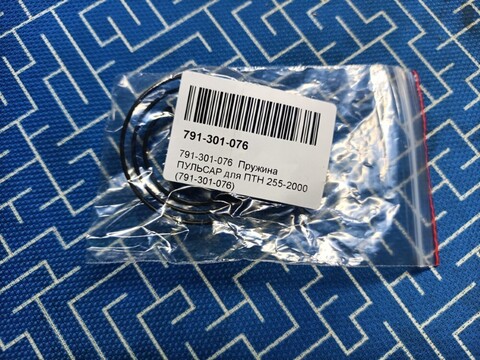 791-301-076
791-301-076 Пружина
ПУЛЬСАР для ПТН 255-2000
(791-301-076)